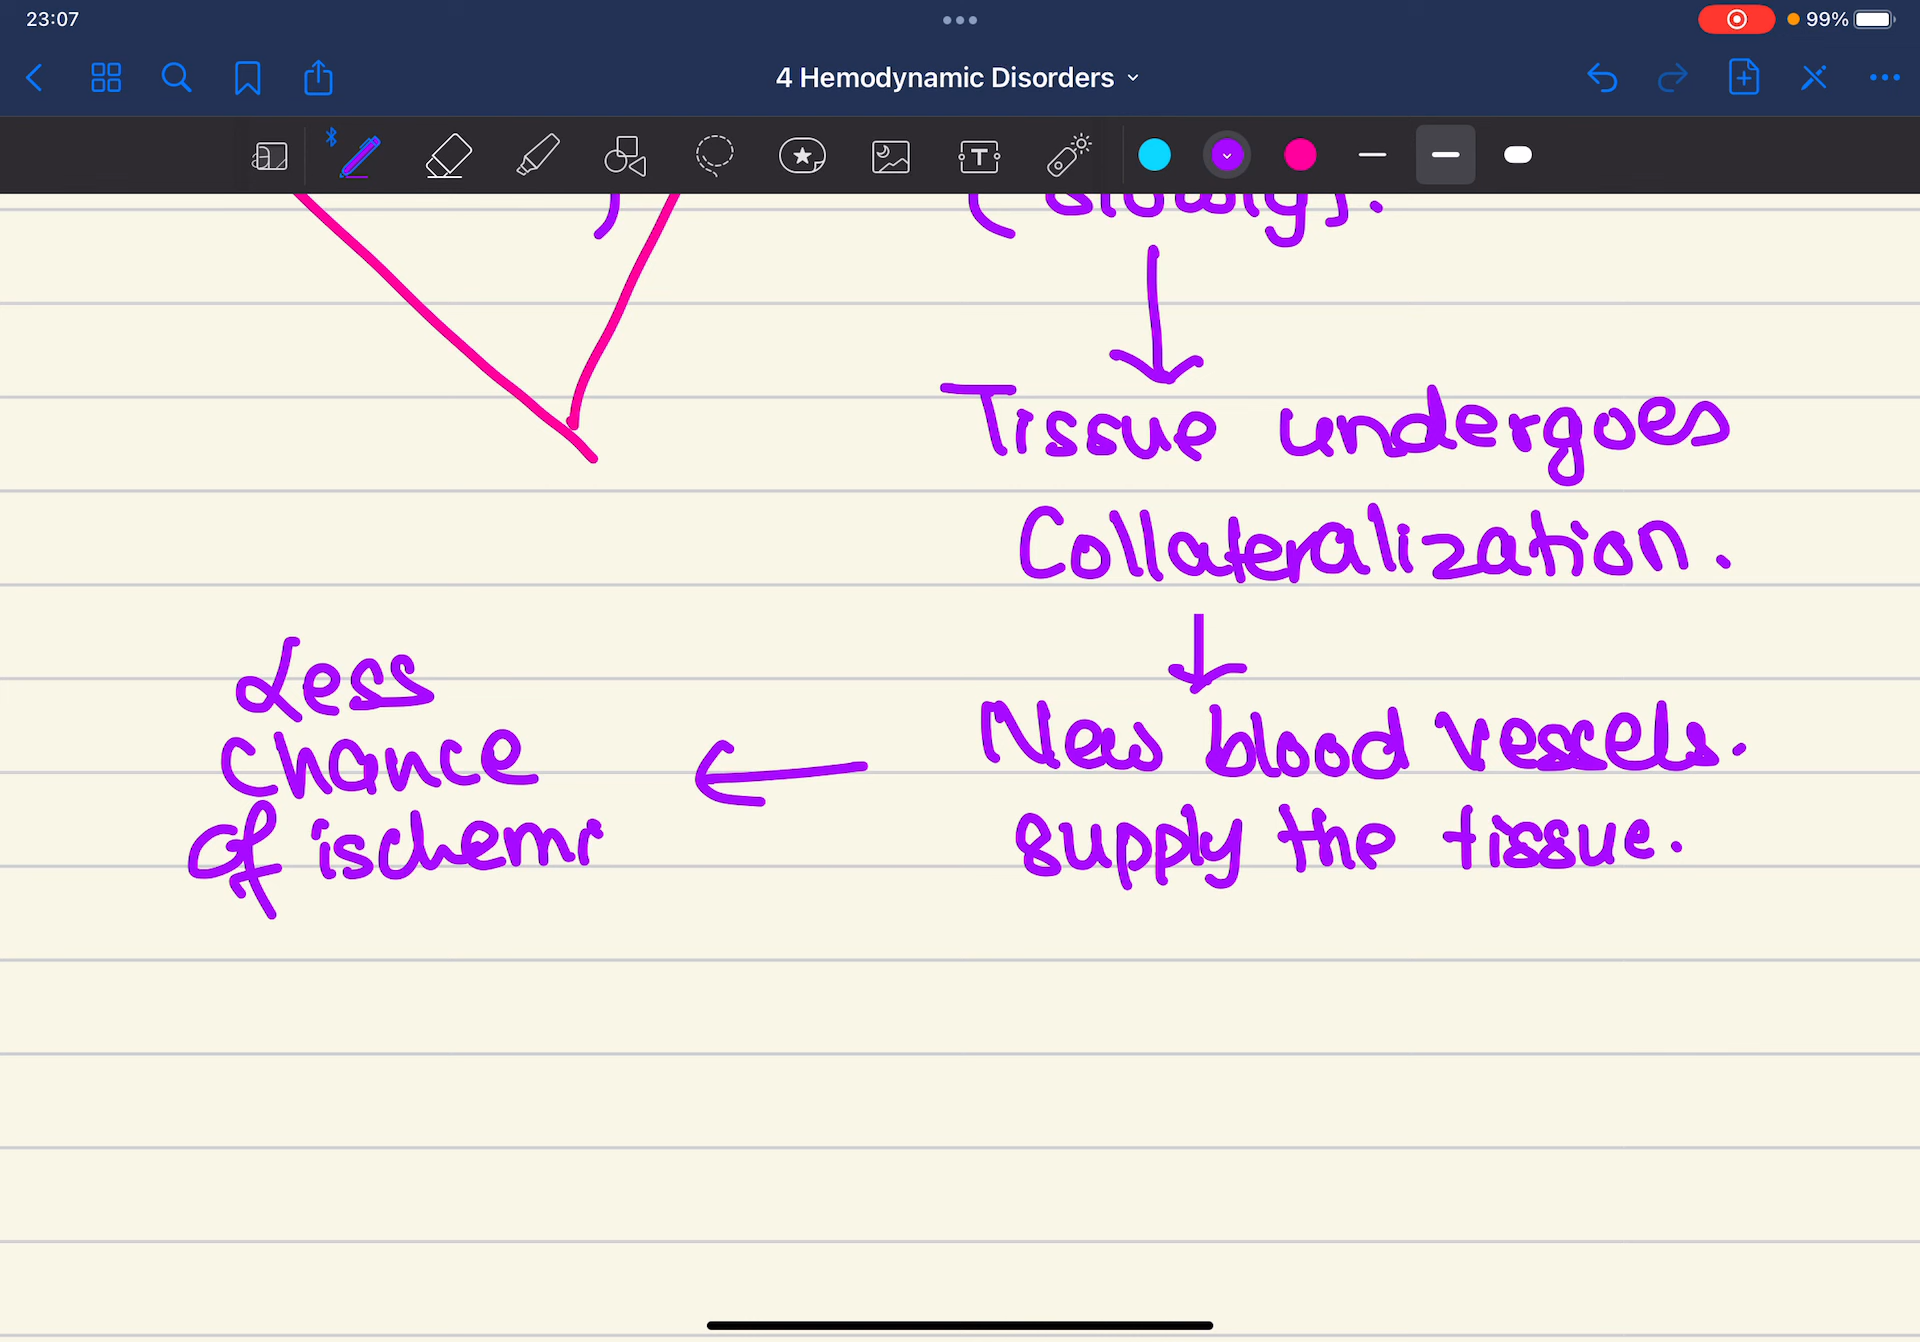 23:07
99%
4 Hemodynamic Disorders
(slowly).
Tissue undergoes
Collateralization.
New blood vessels.
supply the tissue.
Less
chance
of ischemi